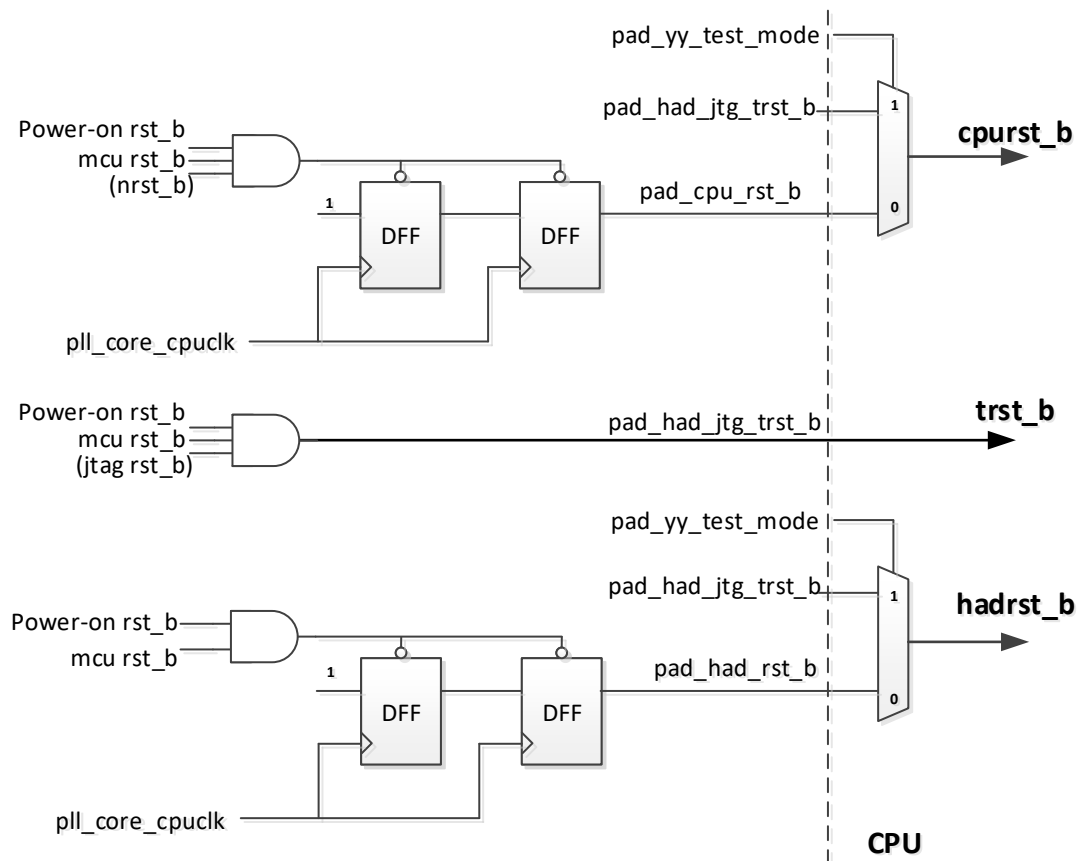 pad_yy_test_mode
pad_had_jtg_trst_b
1
Power-on rst_b
mcu rst_b
(nrst_b)
cpurst_b
pad_cpu_rst_b
1
0
DFF
DFF
pll_core_cpuclk
Power-on rst_b
mcu rst_b
(jtag rst_b)
pad_had_jtg_trst_b
trst_b
pad_yy_test_mode
pad_had_jtg_trst_b
1
hadrst_b
Power-on rst_b
mcu rst_b
1
pad_had_rst_b
0
DFF
DFF
pll_core_cpuclk
CPU